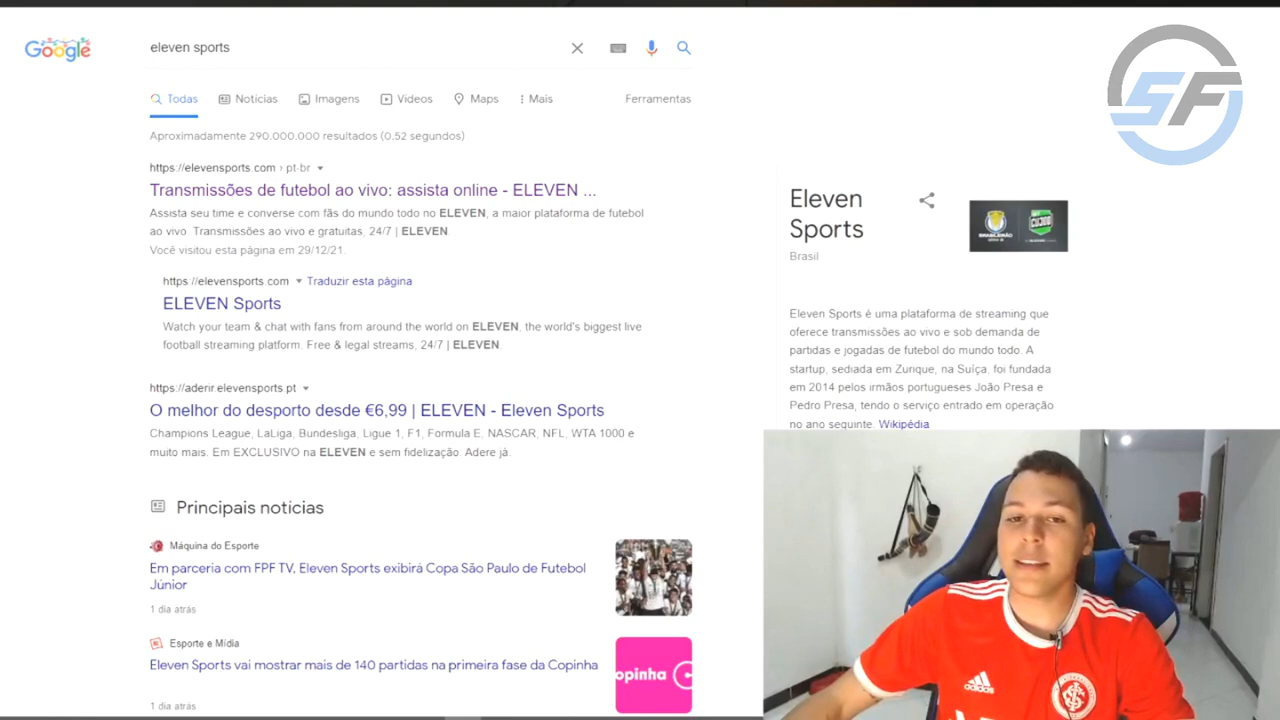 Google
eleven sports
Todas
Notícias
Imagens
Vídeos
Maps
Mais
Ferramentas
Aproximadamente 290.000.000 resultados (0,52 segundos)
https://elevensports.com › pt-br
Transmissões de futebol ao vivo: assista online - ELEVEN ...
Assista seu time e converse com fãs do mundo todo no ELEVEN, a maior plataforma de futebol
ao vivo Transmissões ao vivo e gratuitas, 24/7 | ELEVEN.
Você visitou esta página em 29/12/21.
https://elevensports.com Traduzir esta página
ELEVEN Sports
Watch your team & chat with fans from around the world on ELEVEN, the world's biggest live
football streaming platform. Free & legal streams, 24/7 | ELEVEN.
https://aderir.elevensports.pt
O melhor do desporto desde €6,99 | ELEVEN - Eleven Sports
Champions League, LaLiga, Bundesliga, Ligue 1, F1, Formula E, NASCAR, NFL, WTA 1000 e
muito mais. Em EXCLUSIVO na ELEVEN e sem fidelização. Adere já.
Principais notícias
Máquina do Esporte
Em parceria com FPF TV, Eleven Sports exibirá Copa São Paulo de Futebol
Júnior
1 dia atrás
Esporte e Mídia
Eleven Sports vai mostrar mais de 140 partidas na primeira fase da Copinha
1 dia atrás
opinha
SF
Eleven
Sports
Brasil
BRASILEIRÃO
Eleven Sports é uma plataforma de streaming que
oferece transmissões ao vivo e sob demanda de
partidas e jogadas de futebol do mundo todo. A
startup, sediada em Zurique, na Suíça, foi fundada
em 2014 pelos irmãos portugueses João Presa e
Pedro Presa, tendo o serviço entrado em operação
no ano seguinte. Wikipédia
adidas